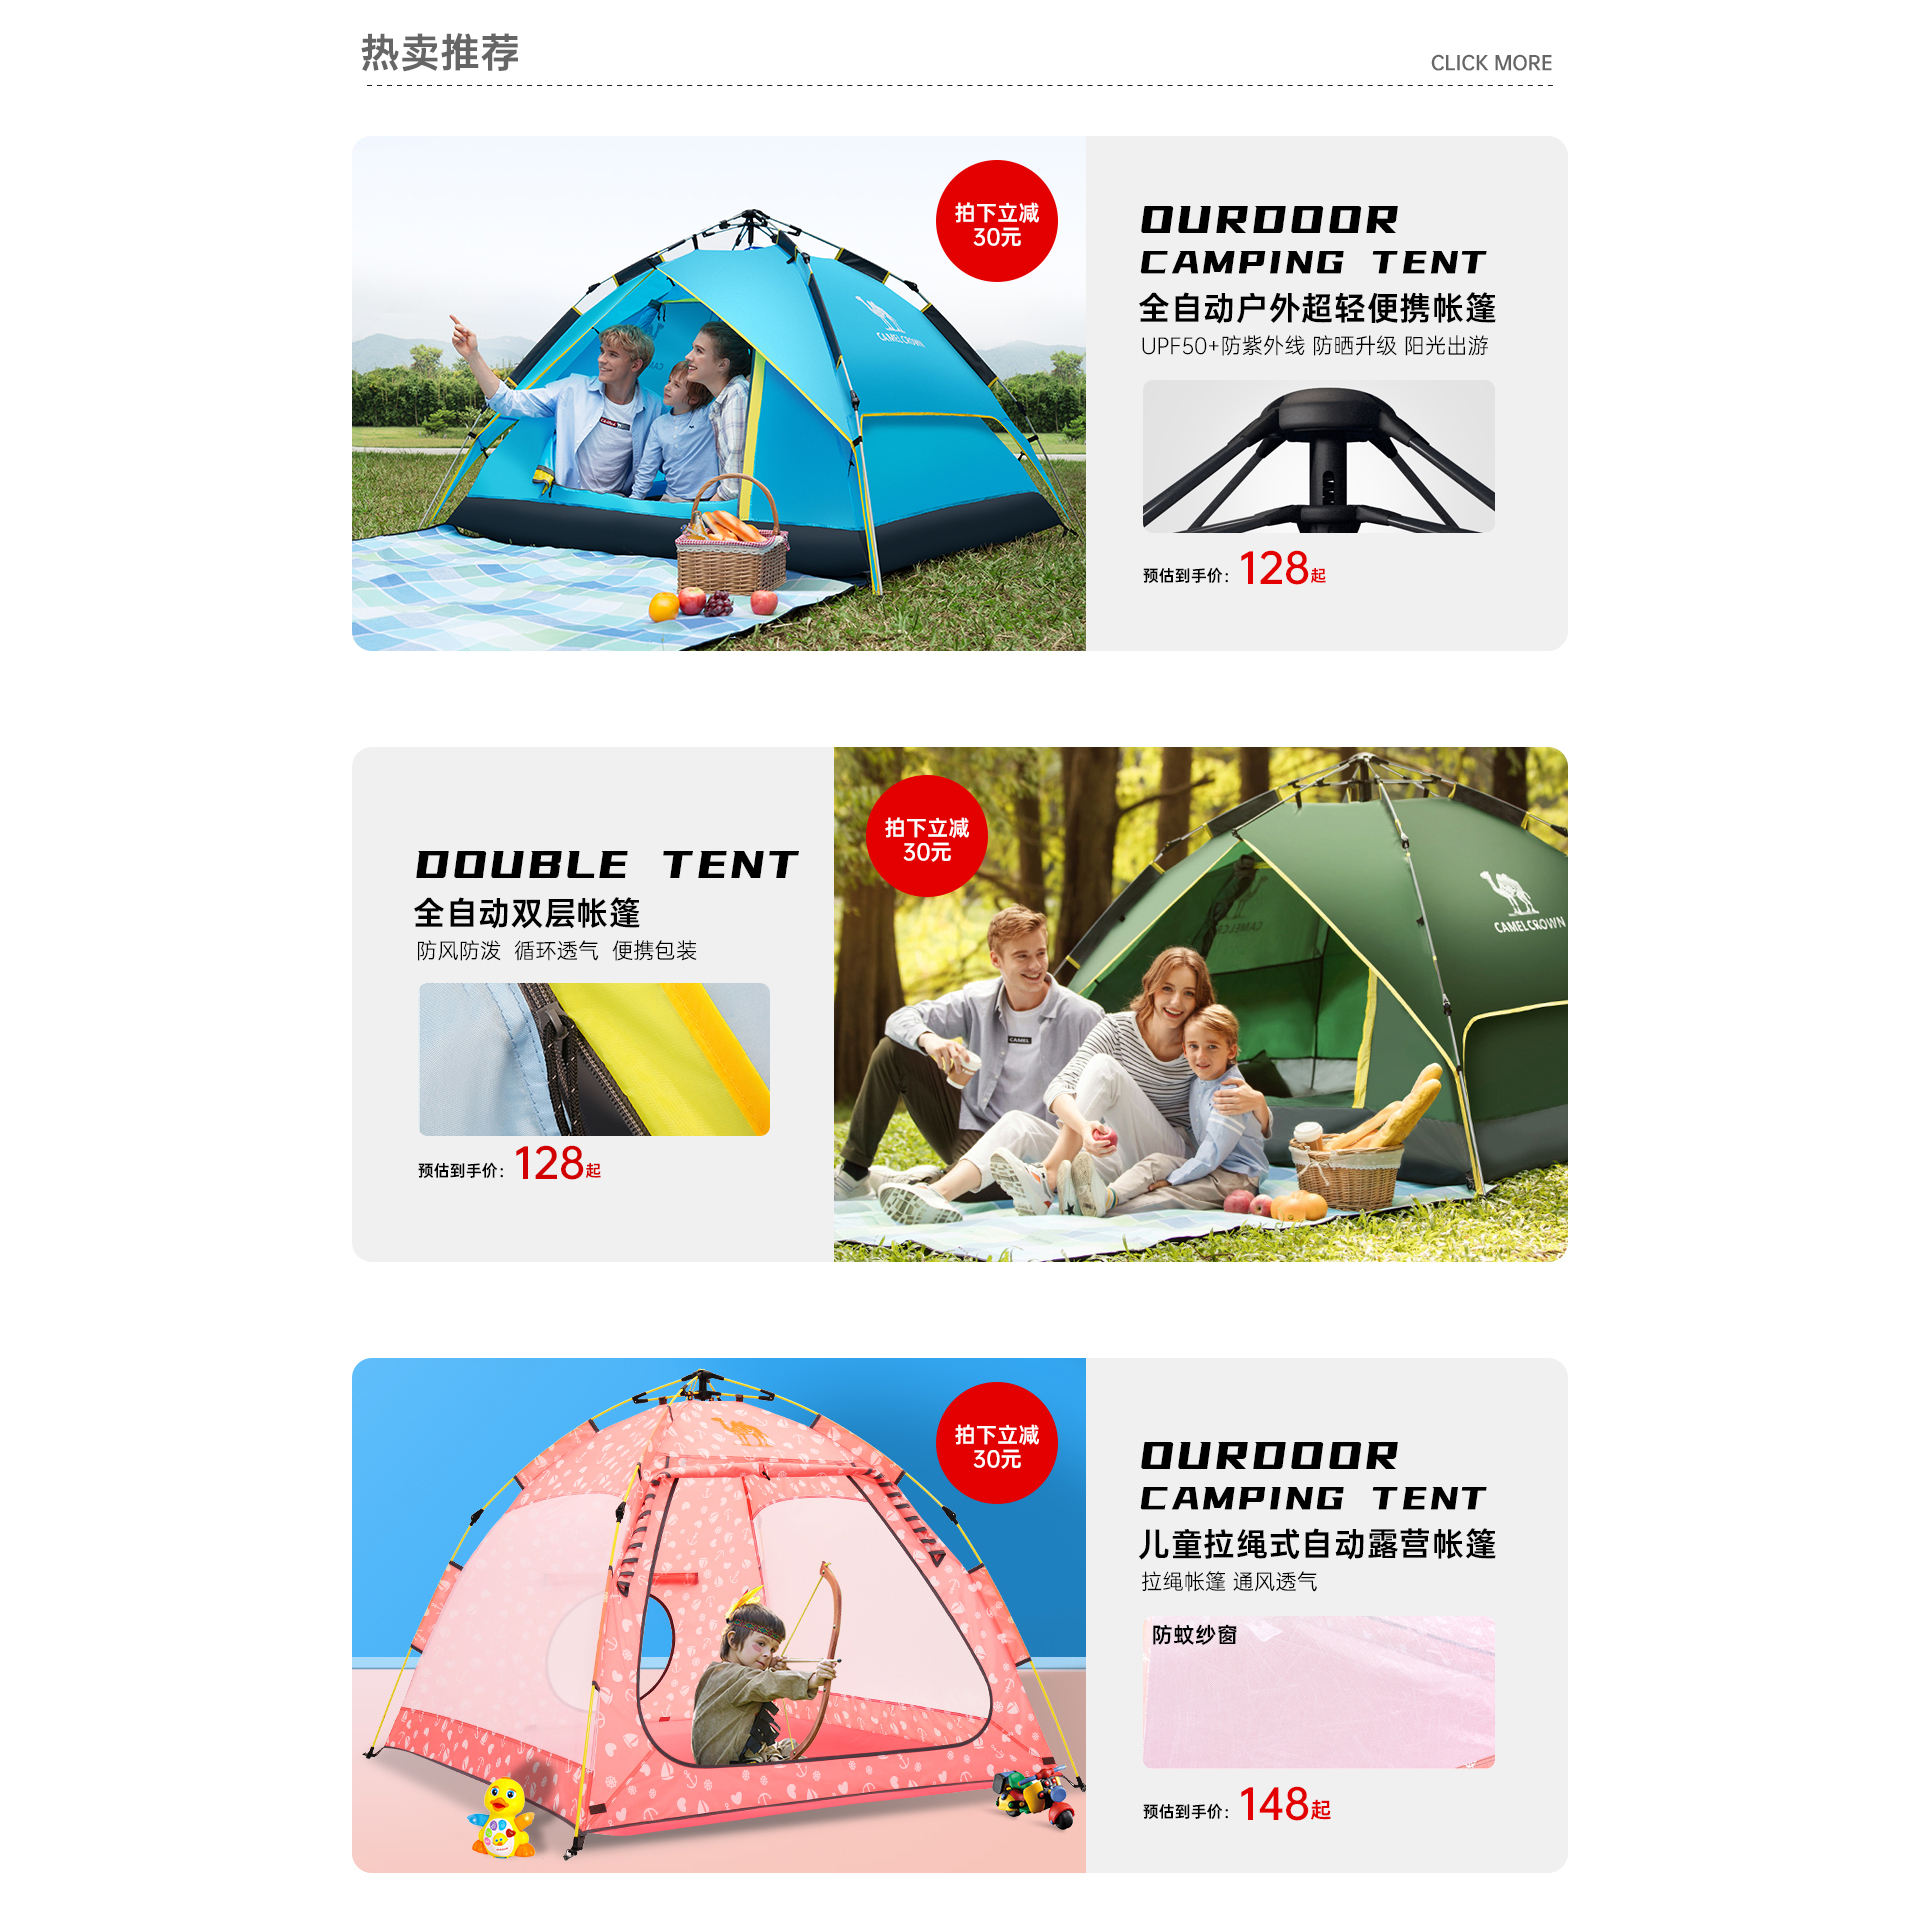 热卖推荐
CLICK MORE
拍下立减
30元
CAMEL CROWN
OURDOOR
CAMPING TENT
全自动户外超轻便携帐篷
UPF50+防紫外线 防晒升级 阳光出游
预估到手价：128起
DOUBLE TENT
全自动双层帐篷
防风防泼 循环透气 便携包装
预估到手价：128起
拍下立减
30元
CAMEL CROWN
CAMEL
拍下立减
30元
OURDOOR
CAMPING TENT
儿童拉绳式自动露营帐篷
拉绳帐篷 通风透气
防蚊纱窗
预估到手价：148起